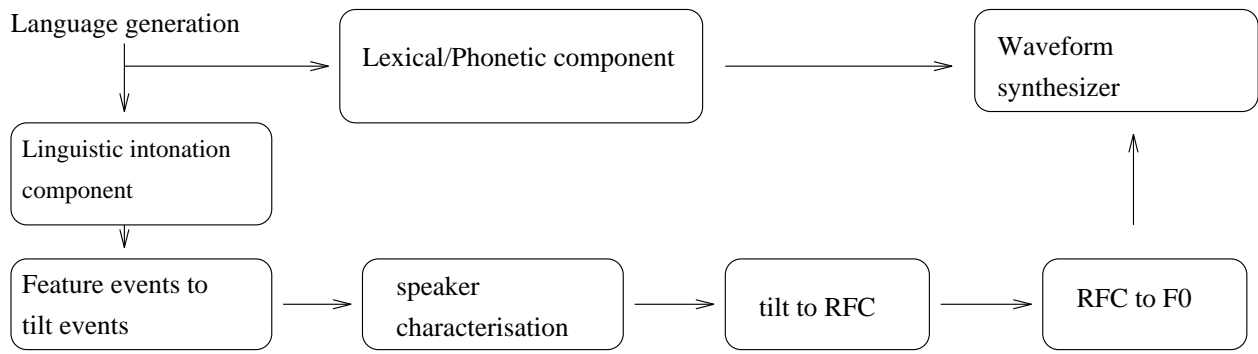 Language generation
Lexical/Phonetic component
Waveform
synthesizer
Linguistic intonation
component
Feature events to
tilt events
speaker
characterisation
tilt to RFC
RFC to F0